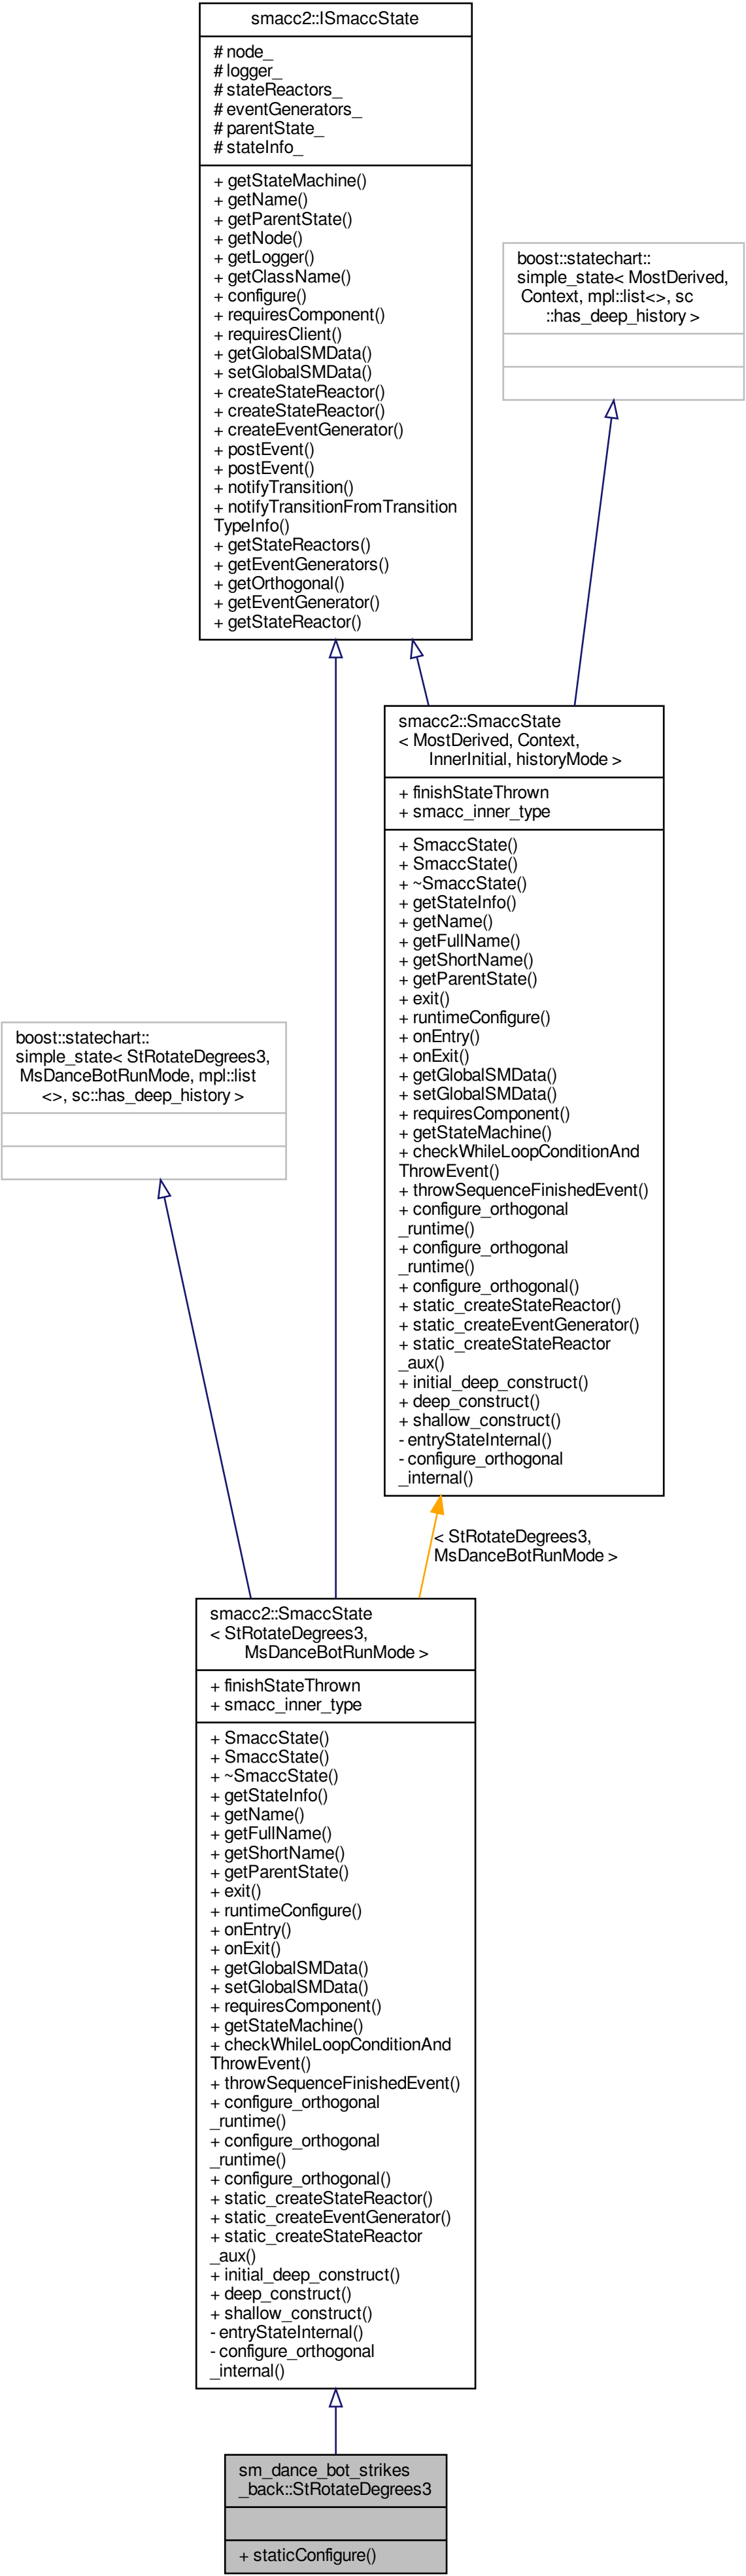 smacc2::ISmaccState
# node_
# logger_
# stateReactors_
# eventGenerators_
# parentState_
# stateInfo_
+ getStateMachine()
+ getName()
+ getParentState()
+ getNode()
+ getLogger()
+ getClassName()
+ configure()
+ requiresComponent()
+ requiresClient()
+ getGlobalSMData()
+ setGlobalSMData()
+ createStateReactor()
+ createStateReactor()
+ createEventGenerator()
+ postEvent()
+ postEvent()
+ notifyTransition()
+ notifyTransitionFromTransition
TypeInfo()
+ getStateReactors()
+ getEventGenerators()
+ getOrthogonal()
+ getEventGenerator()
+ getStateReactor()
boost::statechart::
simple_state< MostDerived,
Context, mpl::list<>, sc
::has_deep_history >
smacc2::SmaccState
< MostDerived, Context,
InnerInitial, historyMode >
+ finishStateThrown
+ smacc_inner_type
+ SmaccState()
+ SmaccState()
+ ~SmaccState()
+ getStateInfo()
+ getName()
+ getFullName()
+ getShortName()
+ getParentState()
+ exit()
+ runtimeConfigure()
+ onEntry()
+ onExit()
+ getGlobalSMData()
+ setGlobalSMData()
+ requiresComponent()
+ getStateMachine()
+ checkWhileLoopConditionAnd
ThrowEvent()
+ throwSequenceFinishedEvent()
+ configure_orthogonal
_runtime()
+ configure_orthogonal
_runtime()
+ configure_orthogonal()
+ static_createStateReactor()
+ static_createEventGenerator()
+ static_createStateReactor
_aux()
+ initial_deep_construct()
+ deep_construct()
+ shallow_construct()
- entryStateInternal()
- configure_orthogonal
_internal()
boost::statechart::
simple_state< StRotateDegrees3,
MsDanceBotRunMode, mpl::list
<>, sc::has_deep_history >
< StRotateDegrees3,
MsDanceBotRunMode >
smacc2::SmaccState
< StRotateDegrees3,
MsDanceBotRunMode >
+ finishStateThrown
+ smacc_inner_type
+ SmaccState()
+ SmaccState()
+ ~SmaccState()
+ getStateInfo()
+ getName()
+ getFullName()
+ getShortName()
+ getParentState()
+ exit()
+ runtimeConfigure()
+ onEntry()
+ onExit()
+ getGlobalSMData()
+ setGlobalSMData()
+ requiresComponent()
+ getStateMachine()
+ checkWhileLoopConditionAnd
ThrowEvent()
+ throwSequenceFinishedEvent()
+ configure_orthogonal
_runtime()
+ configure_orthogonal
_runtime()
+ configure_orthogonal()
+ static_createStateReactor()
+ static_createEventGenerator()
+ static_createStateReactor
_aux()
+ initial_deep_construct()
+ deep_construct()
+ shallow_construct()
- entryStateInternal()
- configure_orthogonal
_internal()
sm_dance_bot_strikes
_back::StRotateDegrees3
+ staticConfigure()